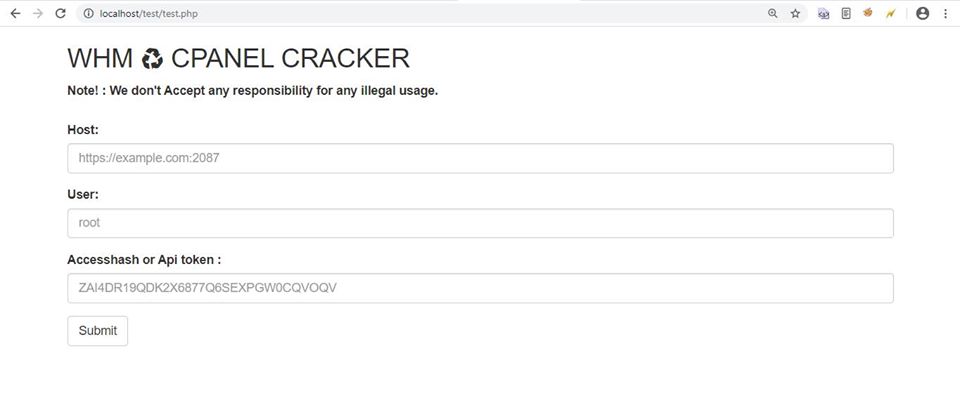 localhost/test/test.php
WHM ♻ CPANEL CRACKER
Note! : We don't Accept any responsibility for any illegal usage.
Host:
https://example.com:2087
User:
root
Accesshash or Api token :
ZAI4DR19QDK2X6877Q6SEXPGW0CQVOQV
Submit